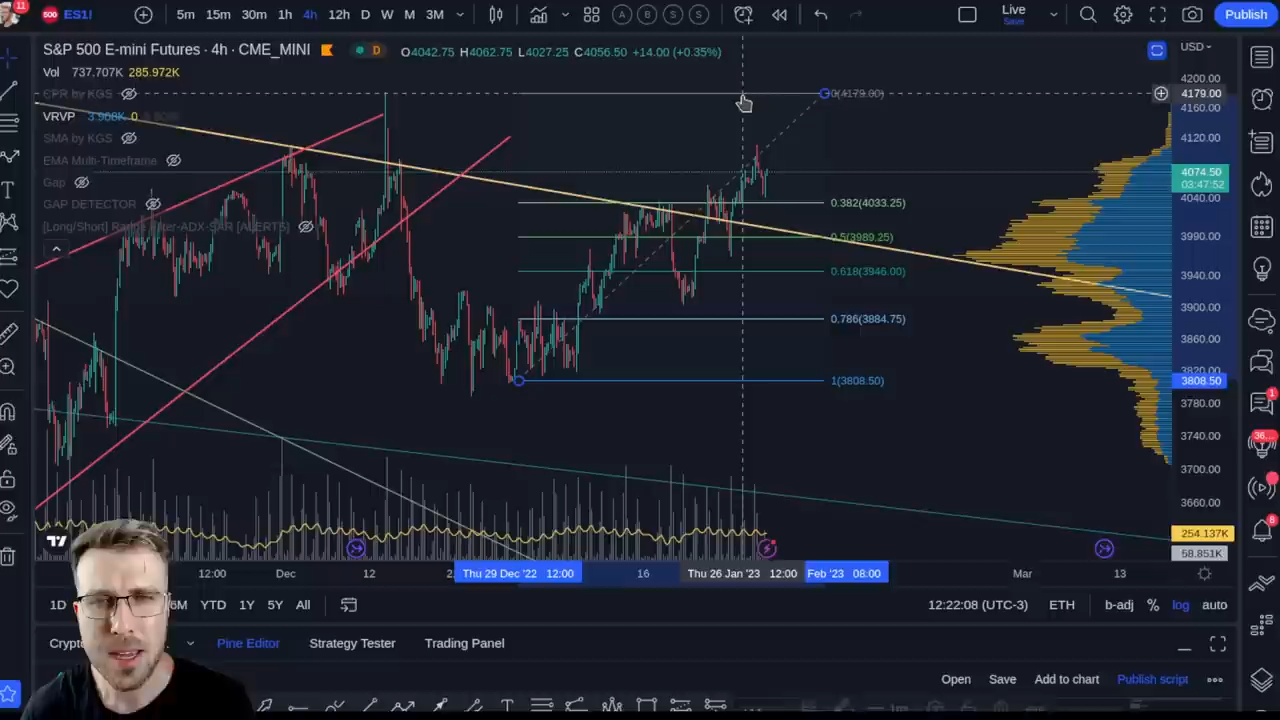 11
500 ES1!
5m 15m 30m 1h 4h 12h D W M 3M
A B S S
Live
Save
Publish
S&P 500 E-mini Futures · 4h · CME_MINI
D
O4042.75 H4062.75 L4027.25 C4056.50 +14.00 (+0.35%)
USD
Vol 737.707K 285.972K
CPR by KGS
VRVP 3.908K 0
SMA by KGS
EMA Multi-Timeframe
Gap
GAP DETECTOR
[Long/Short] Range Filter-ADX-SAR [ALERTS]
0(4179.00)
0.382(4033.25)
0.5(3989.25)
0.618(3946.00)
0.786(3884.75)
1(3808.50)
4200.00
4179.00
4160.00
4120.00
4074.50
03:47:52
4040.00
3990.00
3940.00
3900.00
3860.00
3820.00
3808.50
3780.00
3740.00
3700.00
3660.00
254.137K
58.851K
12:00 Dec 12 Thu 29 Dec '22 12:00 16 Thu 26 Jan '23 12:00 Feb '23 08:00 Mar 13
1D 6M YTD 1Y 5Y All
12:22:08 (UTC-3) ETH b-adj % log auto
Crypto Pine Editor Strategy Tester Trading Panel
Open Save Add to chart Publish script
1
36...
8